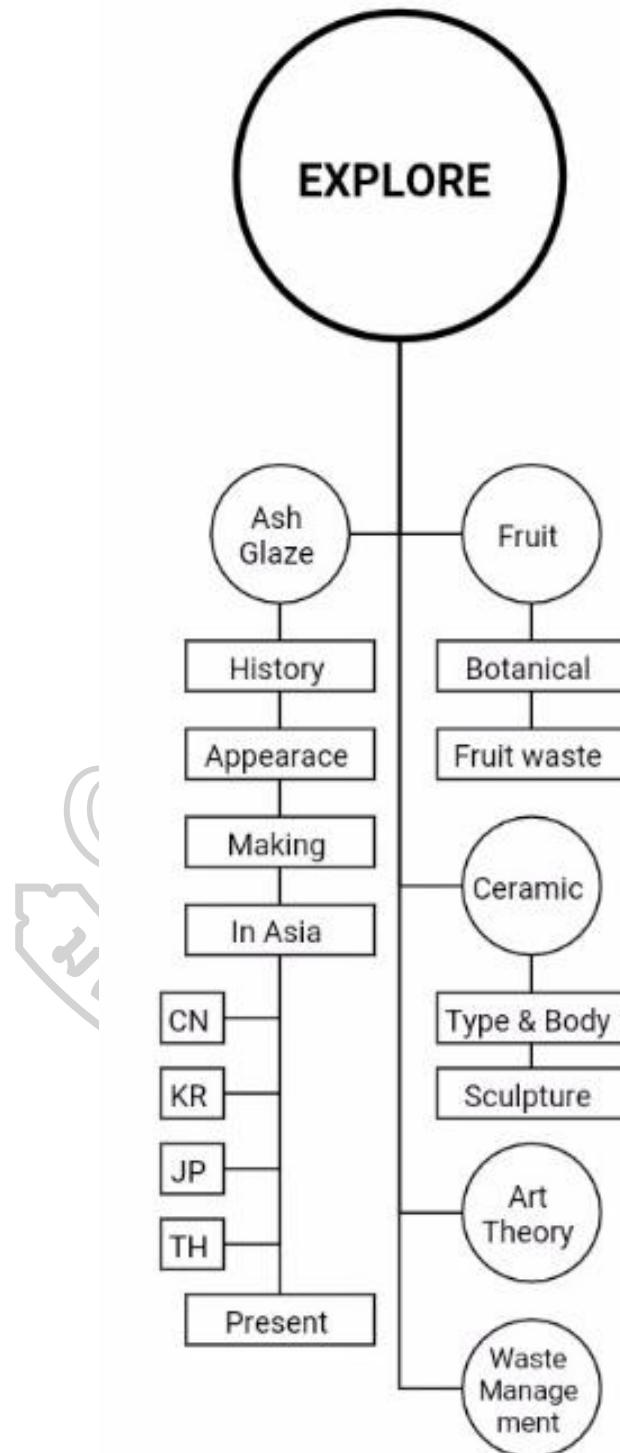 EXPLORE
Ash
Glaze
Fruit
History
Botanical
Appearace
Fruit waste
Making
Ceramic
In Asia
CN
Type & Body
KR
Sculpture
JP
Art
Theory
TH
Present
Waste
Manage
ment